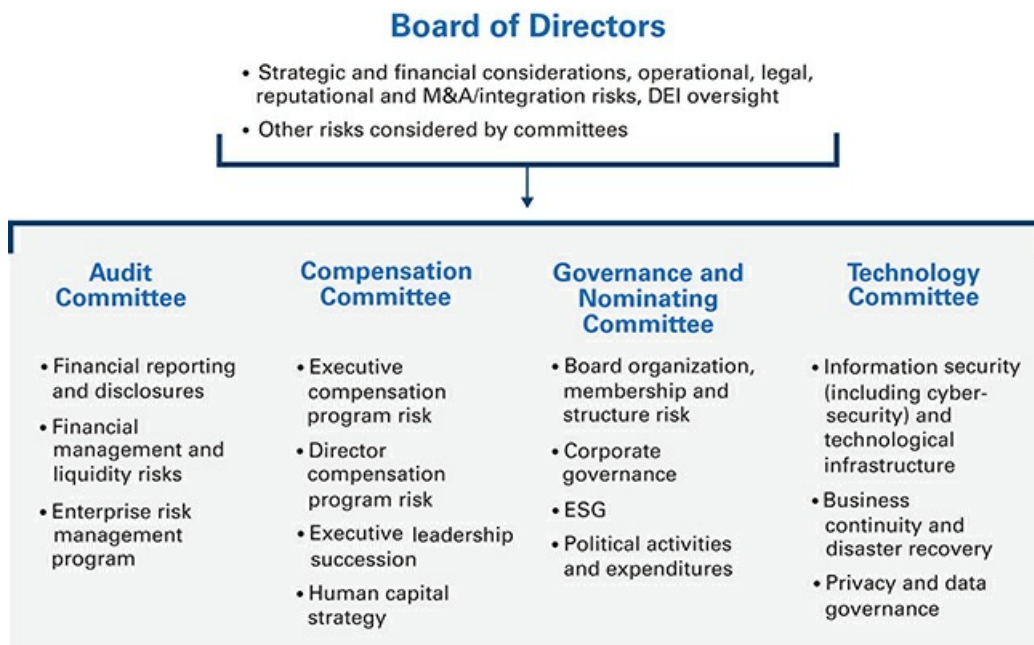 Board of Directors
• Strategic and financial considerations, operational, legal,
reputational and M&A/integration risks, DEI oversight
• Other risks considered by committees
Audit
Committee
• Financial reporting
and disclosures
• Financial
management and
liquidity risks
• Enterprise risk
management
program
Compensation
Committee
• Executive
compensation
program risk
• Director
compensation
program risk
• Executive leadership
succession
• Human capital
strategy
Governance and
Nominating
Committee
• Board organization,
membership and
structure risk
• Corporate
governance
• ESG
• Political activities
and expenditures
Technology
Committee
• Information security
(including cyber-
security) and
technological
infrastructure
• Business
continuity and
disaster recovery
• Privacy and data
governance